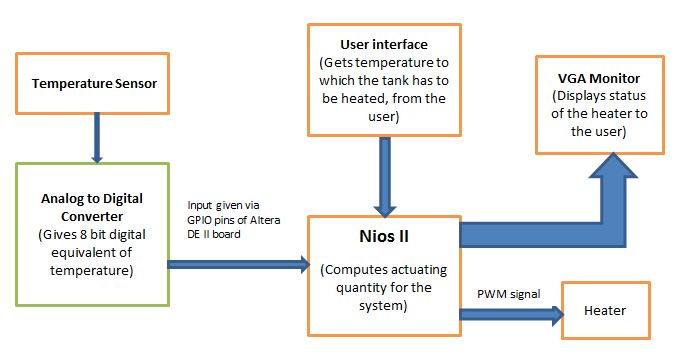 Temperature Sensor
User interface
(Gets temperature to
which the tank has to
be heated, from the
user)
VGA Monitor
(Displays status
of the heater to
the user)
Analog to Digital
Converter
(Gives 8 bit digital
equivalent of
temperature)
Input given via
GPIO pins of Altera
DE II board
Nios II
(Computes actuating
quantity for the
system)
PWM signal
Heater